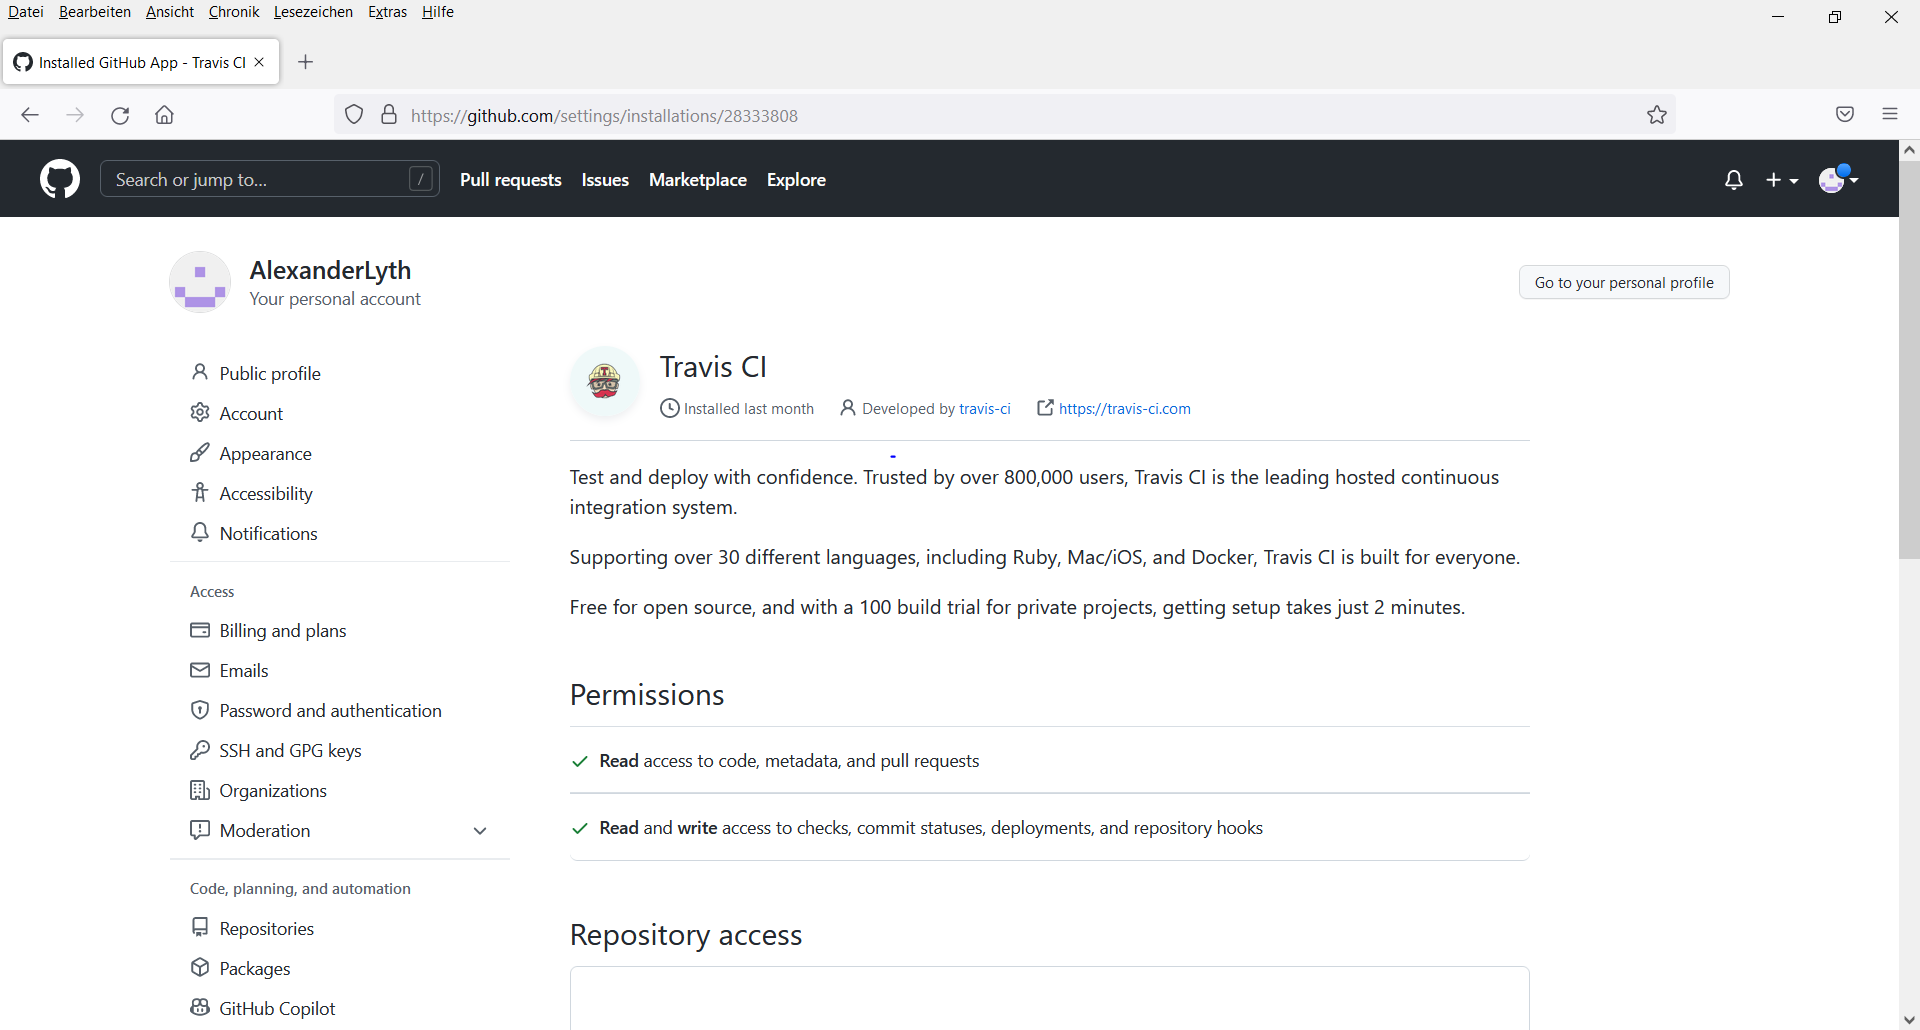 Datei Bearbeiten Ansicht Chronik Lesezeichen Extras Hilfe
Installed GitHub App - Travis CI
https://github.com/settings/installations/28333808
Search or jump to... / Pull requests Issues Marketplace Explore
AlexanderLyth
Your personal account
Go to your personal profile
Public profile
Account
Appearance
Accessibility
Notifications
Access
Billing and plans
Emails
Password and authentication
SSH and GPG keys
Organizations
Moderation
Code, planning, and automation
Repositories
Packages
GitHub Copilot
Travis CI
Installed last month Developed by travis-ci https://travis-ci.com
Test and deploy with confidence. Trusted by over 800,000 users, Travis CI is the leading hosted continuous
integration system.
Supporting over 30 different languages, including Ruby, Mac/iOS, and Docker, Travis CI is built for everyone.
Free for open source, and with a 100 build trial for private projects, getting setup takes just 2 minutes.
Permissions
Read access to code, metadata, and pull requests
Read and write access to checks, commit statuses, deployments, and repository hooks
Repository access